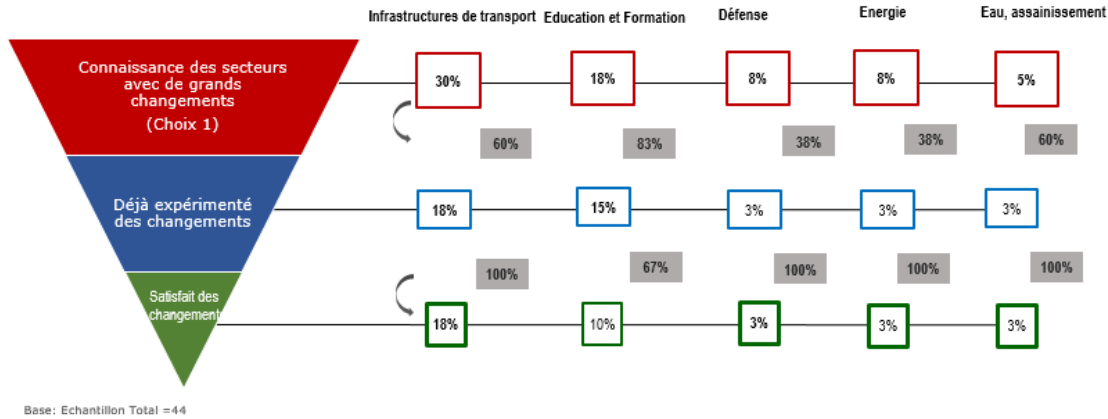 Infrastructures de transport Education et Formation Défense Energie Eau, assainissement
Connaissance des secteurs
avec de grands
changements
(Choix 1)
30% 18% 8% 8% 5%
60% 83% 38% 38% 60%
Déjà expérimenté
des changements
18% 15% 3% 3% 3%
100% 67% 100% 100% 100%
Satisfait des
changement
18% 10% 3% 3% 3%
Base: Echantillon Total =44